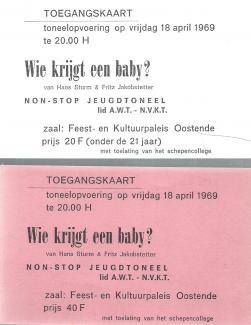 TOEGANGSKAART
toneelopvoering op vrijdag 18 april 1969
te 20.00 H
Wie krijgt een baby?
van Hans Sturm & Fritz Jakobstetter
NON-STOP JEUGDTONEEL
lid A.W.T. - N.V.K.T.
zaal: Feest- en Kultuurpaleis Oostende
prijs 20 F (onder de 21 jaar)
met toelating van het schepencollege
TOEGANGSKAART
toneelopvoering op vrijdag 18 april 1969
te 20.00 H
Wie krijgt een baby?
van Hans Sturm & Fritz Jakobstetter
NON-STOP JEUGDTONEEL
lid A.W.T. - N.V.K.T.
zaal: Feest- en Kultuurpaleis Oostende
prijs 40 F
met toelating van het schepencollege